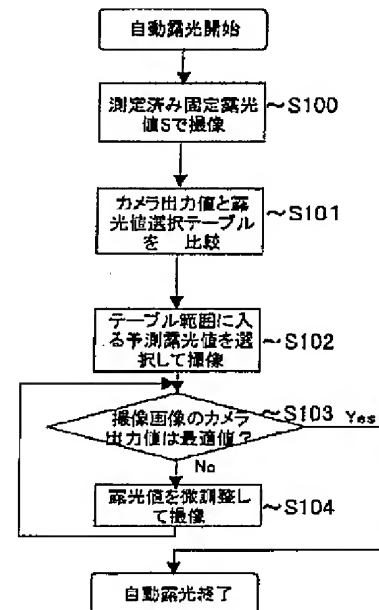 自動露光開始
測定済み固定露光
値Sで撮像
~S100
カメラ出力値と露
光値選択テーブル
を 比較
~S101
テーブル範囲に入
る予測露光値を選
択して撮像
~S102
撮像画像のカメラ
出力値は最適値?
~S103
Yes
No
露光値を微調整し
て撮像
~S104
自動露光終了